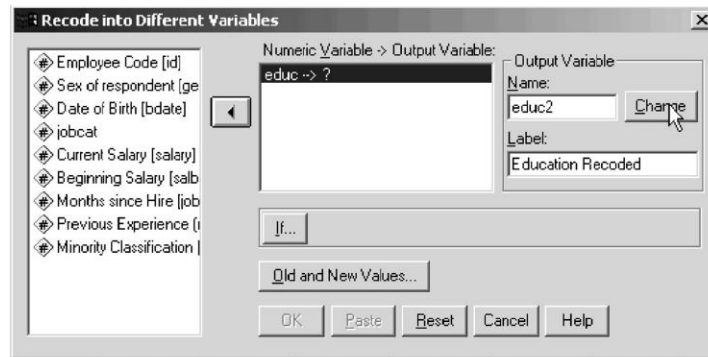 Recode into Different Variables
Employee Code [id]
Sex of respondent [ge
Date of Birth [bdate]
jobcat
Current Salary [salary]
Beginning Salary [salb
Months since Hire [job
Previous Experience (
Minority Classification [
Numeric Variable -> Output Variable:
educ --> ?
Output Variable
Name:
educ2
Change
Label:
Education Recoded
If...
Old and New Values...
OK
Paste
Reset
Cancel
Help